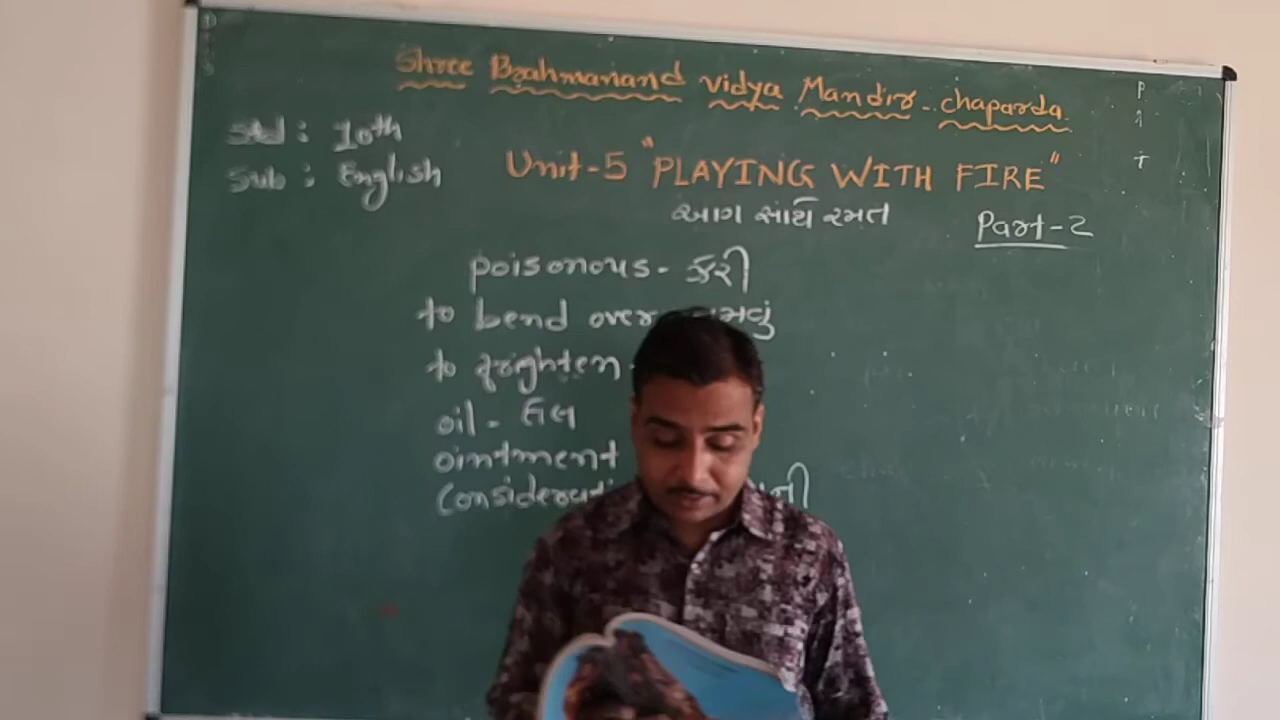 Shree Brahmanand Vidya Mandir.. chaparda
Std : 10th
Sub : English
Unit-5 "PLAYING WITH FIRE"
આગ સાથે રમત
Part-2
poisonous-
to bend over
to frighten
oil - તેલ
ointment
P
T